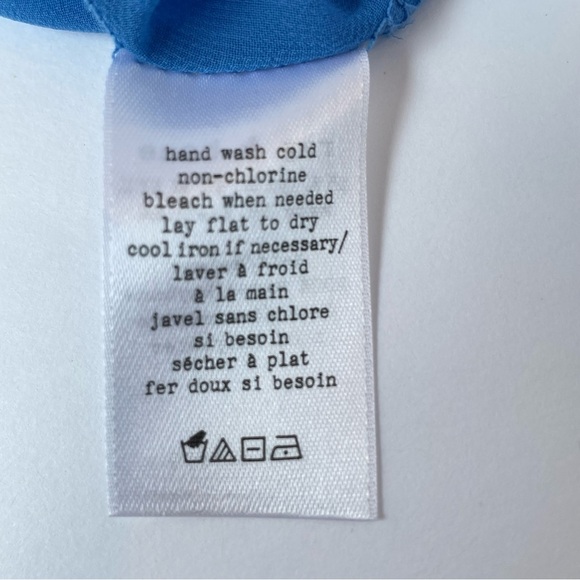 hand wash cold
non-chlorine
bleach when needed
lay flat to dry
cool iron if necessary/
laver à froid
à la main
javel sans chlore
si besoin
sécher à plat
fer doux si besoin